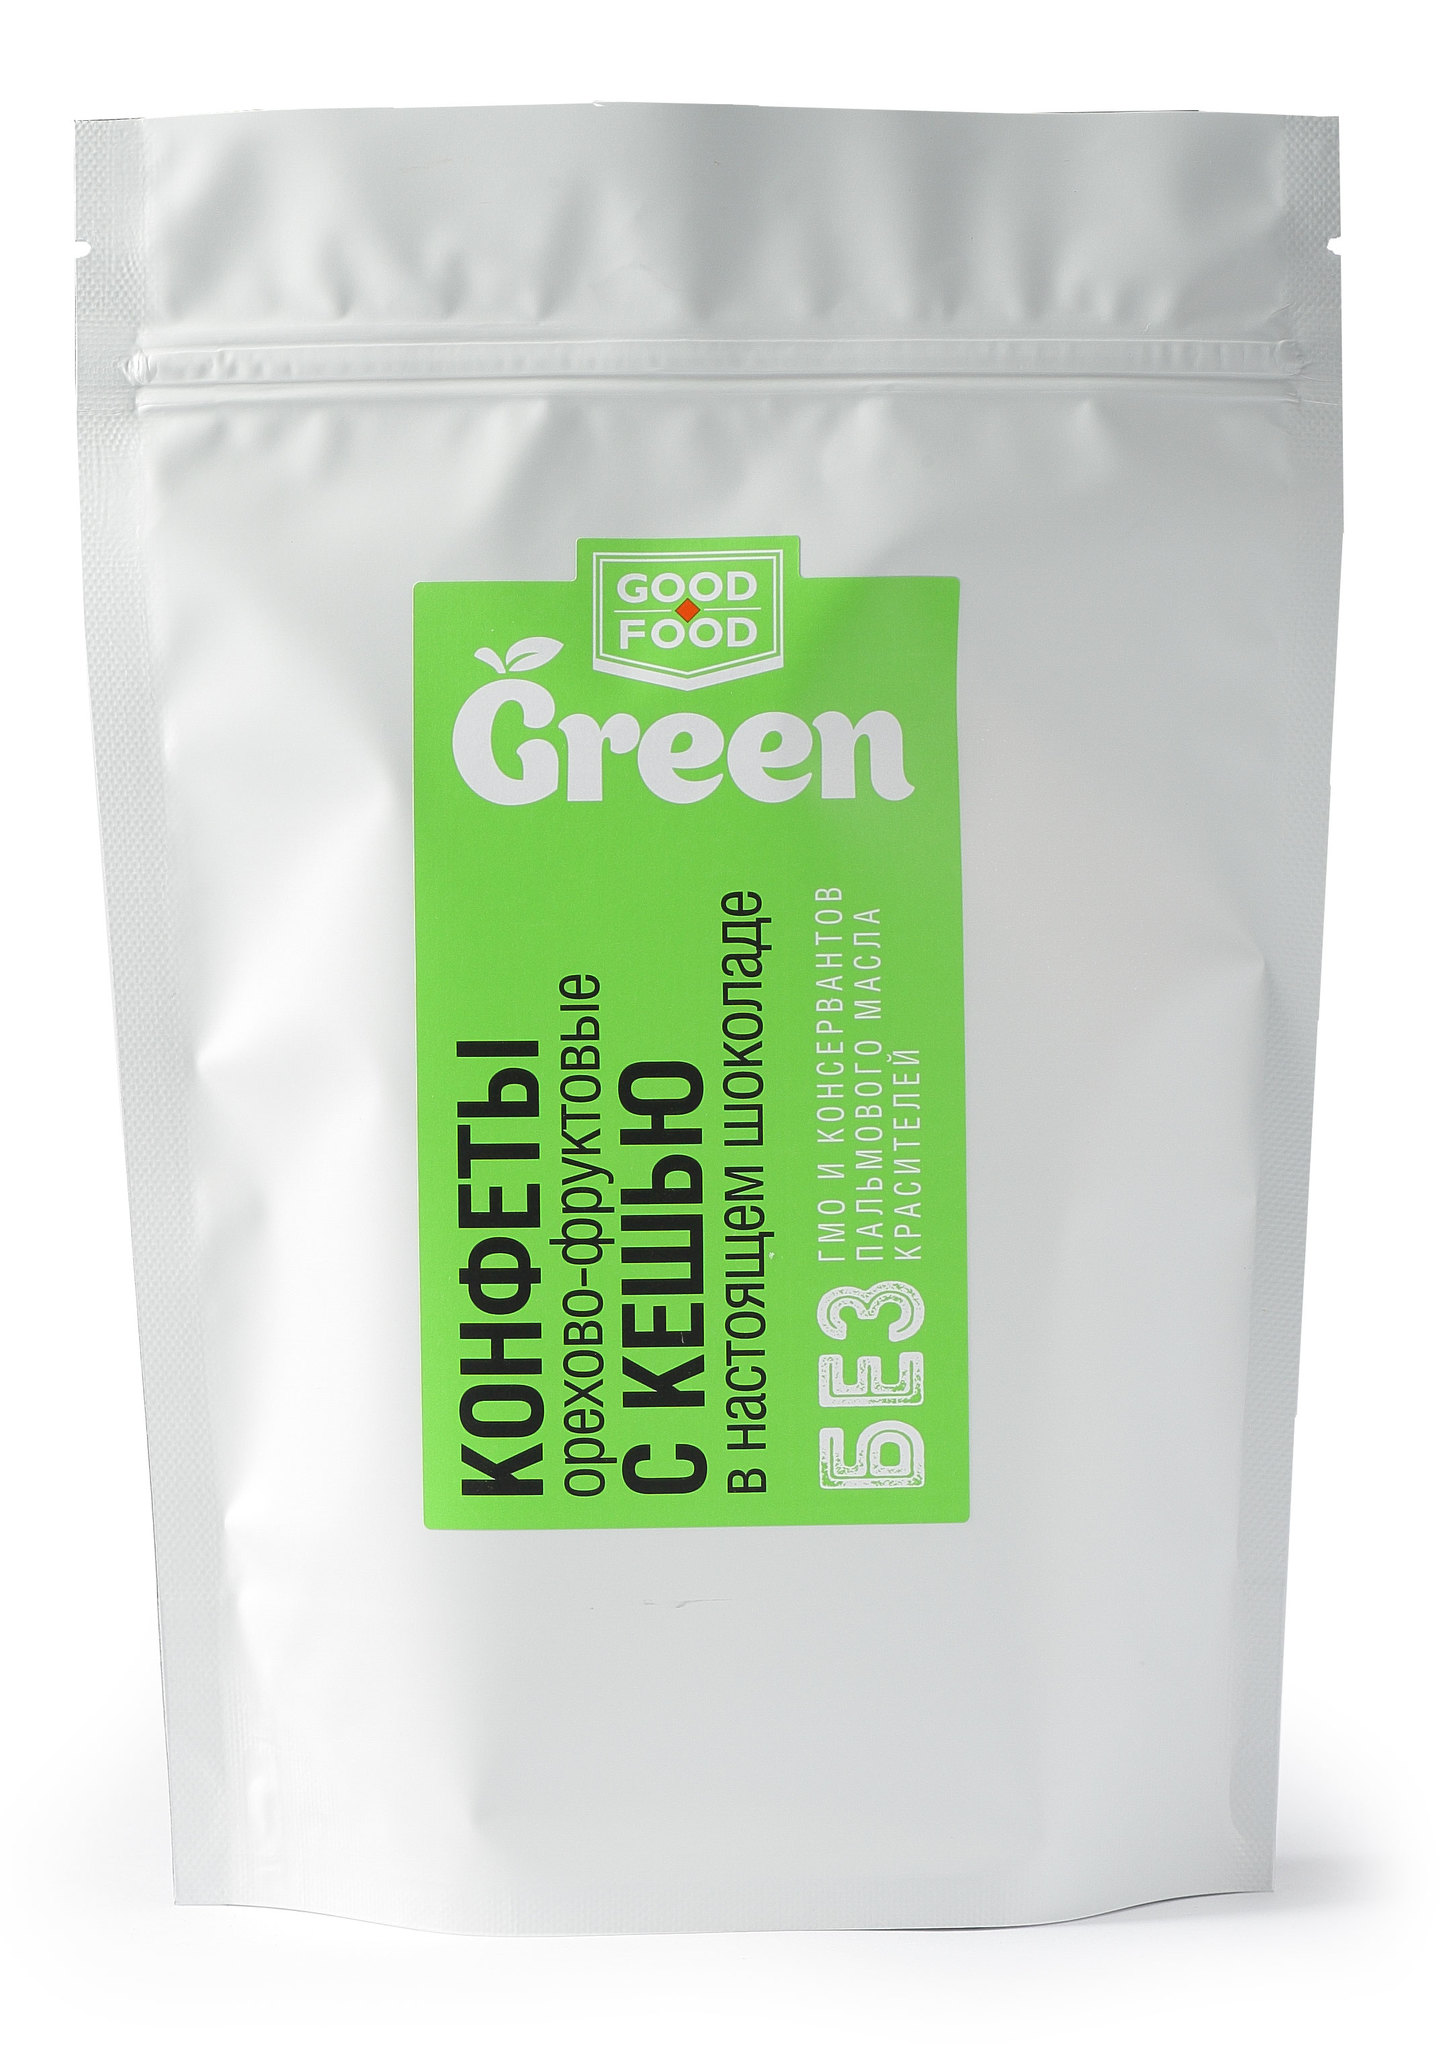 GOOD
FOOD
Green
КОНФЕТЫ
орехово-фруктовые
С КЕШЬЮ
в настоящем шоколаде
БЕЗ
ГМО И КОНСЕРВАНТОВ
ПАЛЬМОВОГО МАСЛА
КРАСИТЕЛЕЙ